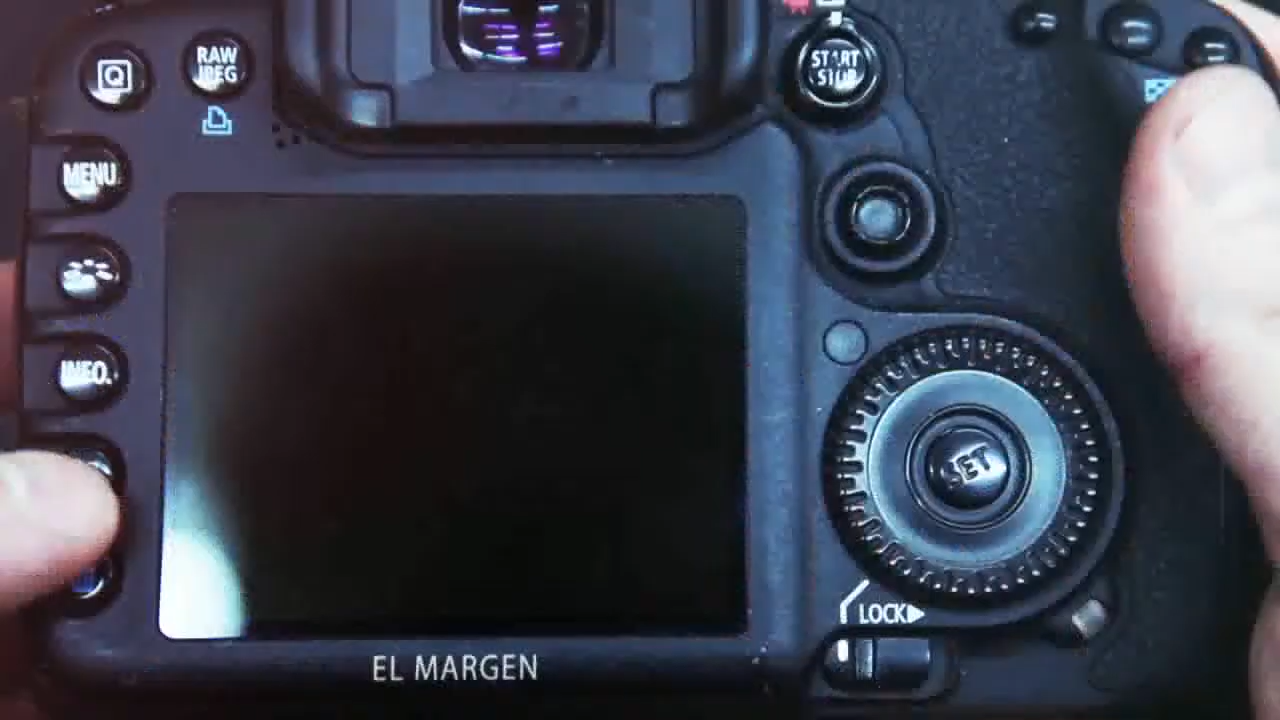 Q
RAW
JPEG
START
STOP
MENU
INFO.
SET
LOCK
EL MARGEN